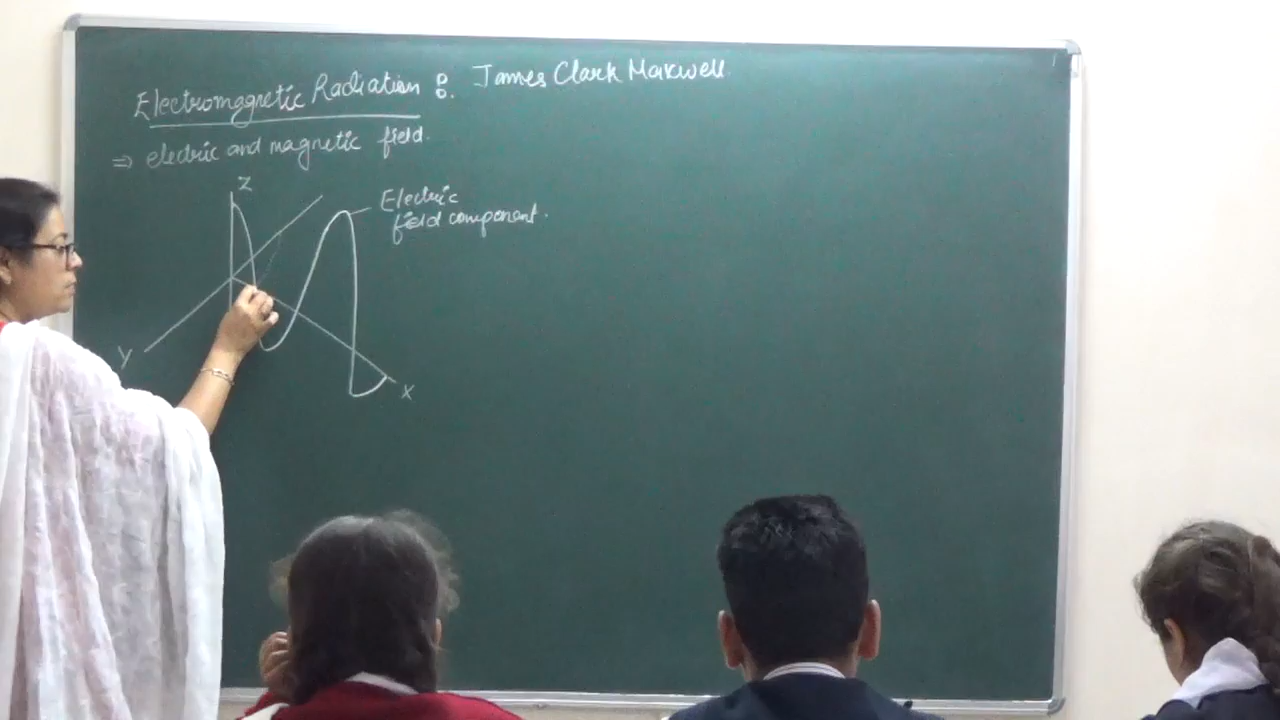 Electromagnetic Radiation : James Clark Maxwell.
⇒ electric and magnetic field.
Z
Electric
field component.
Y
X